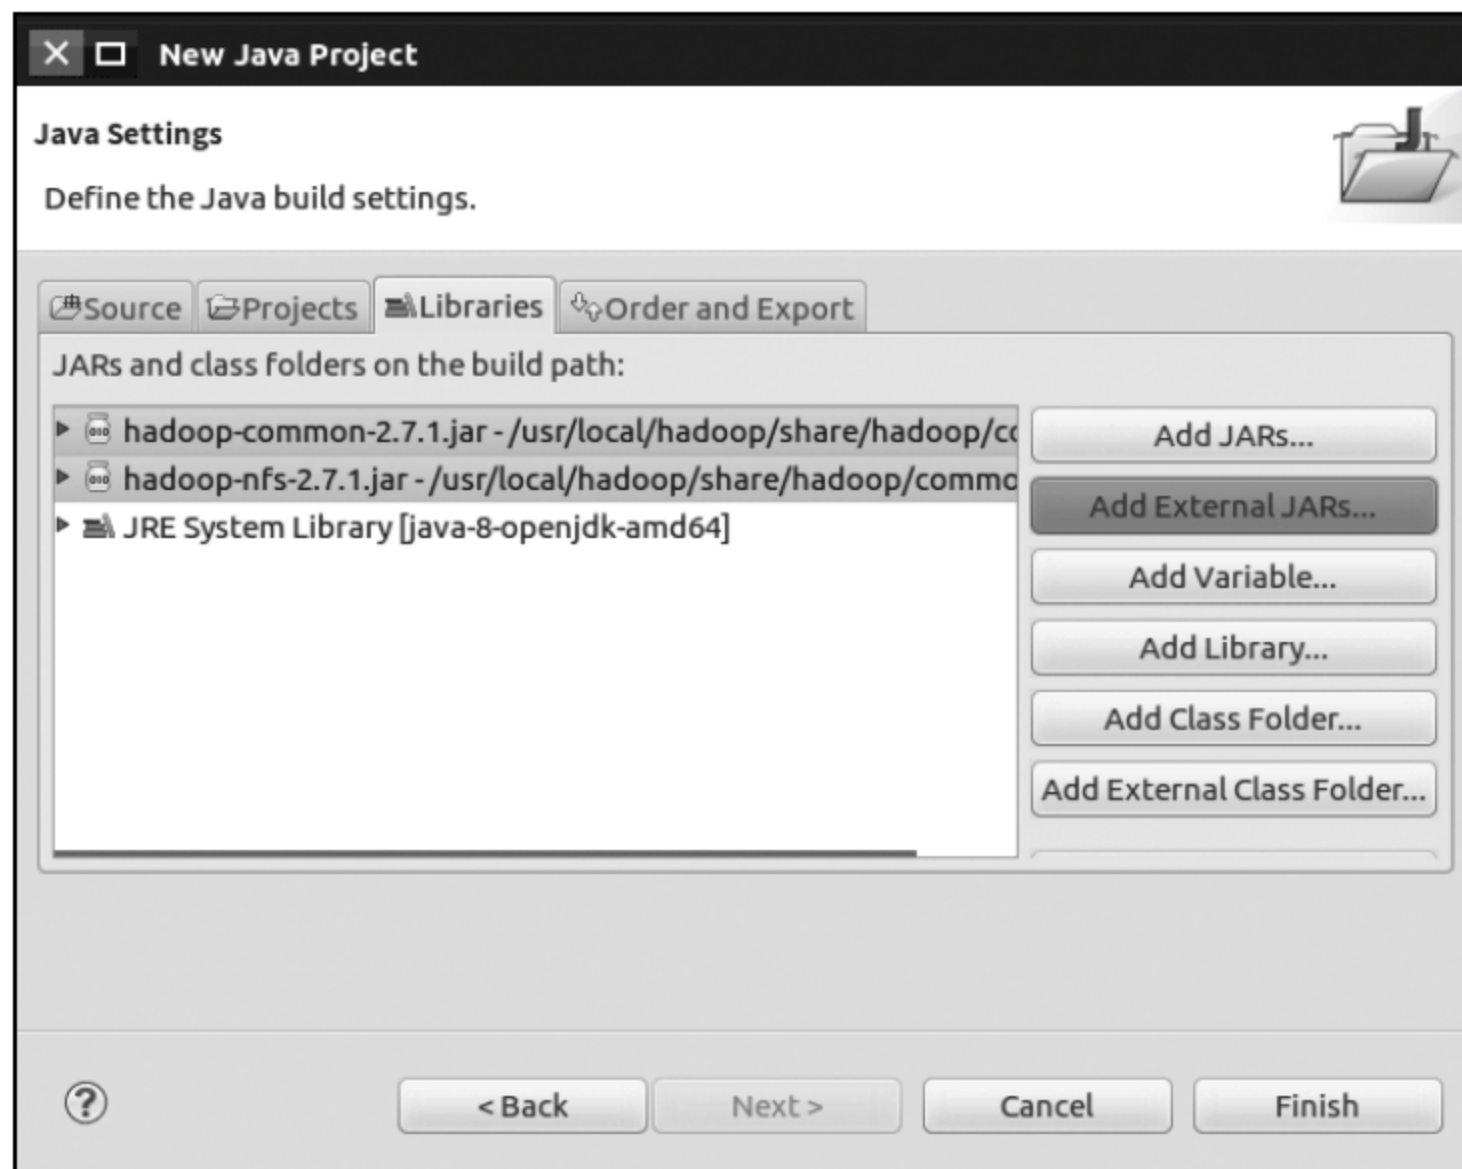 New Java Project
Java Settings
Define the Java build settings.
Source Projects Libraries Order and Export
JARs and class folders on the build path:
hadoop-common-2.7.1.jar - /usr/local/hadoop/share/hadoop/co
hadoop-nfs-2.7.1.jar - /usr/local/hadoop/share/hadoop/commo
JRE System Library [java-8-openjdk-amd64]
Add JARs...
Add External JARs...
Add Variable...
Add Library...
Add Class Folder...
Add External Class Folder...
? < Back Next > Cancel Finish